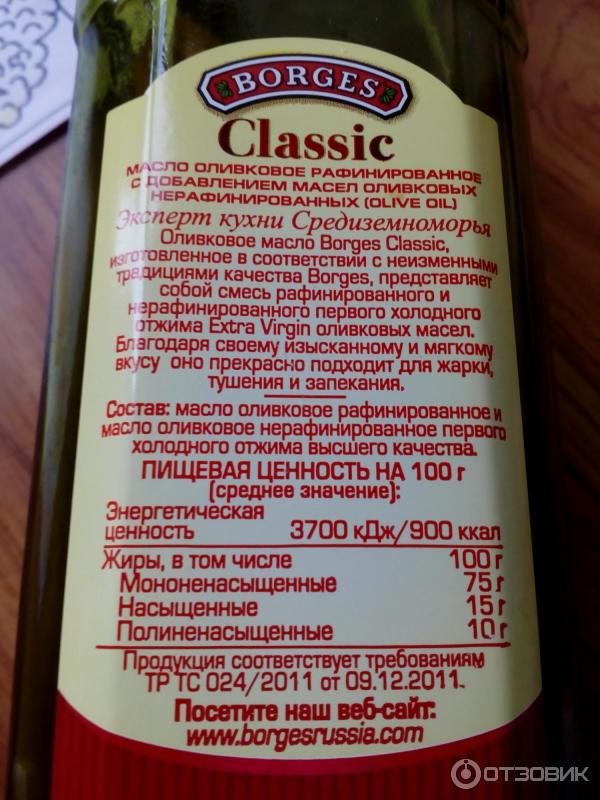 BORGES
Classic
МАСЛО ОЛИВКОВОЕ РАФИНИРОВАННОЕ
С ДОБАВЛЕНИЕМ МАСЕЛ ОЛИВКОВЫХ
НЕРАФИНИРОВАННЫХ (OLIVE OIL)
Эксперт кухни Средиземноморья
Оливковое масло Borges Classic,
изготовленное в соответствии с неизменными
традициями качества Borges, представляет
собой смесь рафинированного и
нерафинированного первого холодного
отжима Extra Virgin оливковых масел.
Благодаря своему изысканному и мягкому
вкусу оно прекрасно подходит для жарки,
тушения и запекания.
Состав: масло оливковое рафинированное и
масло оливковое нерафинированное первого
холодного отжима высшего качества.
ПИЩЕВАЯ ЦЕННОСТЬ НА 100 г
(среднее значение):
Энергетическая
ценность 3700 кДж/900 ккал
Жиры, в том числе 100 г
Мононенасыщенные 75 г
Насыщенные 15 г
Полиненасыщенные 10 г
Продукция соответствует требованиям
ТР ТС 024/2011 от 09.12.2011.
Посетите наш веб-сайт:
www.borgesrussia.com
ОТЗОВИК